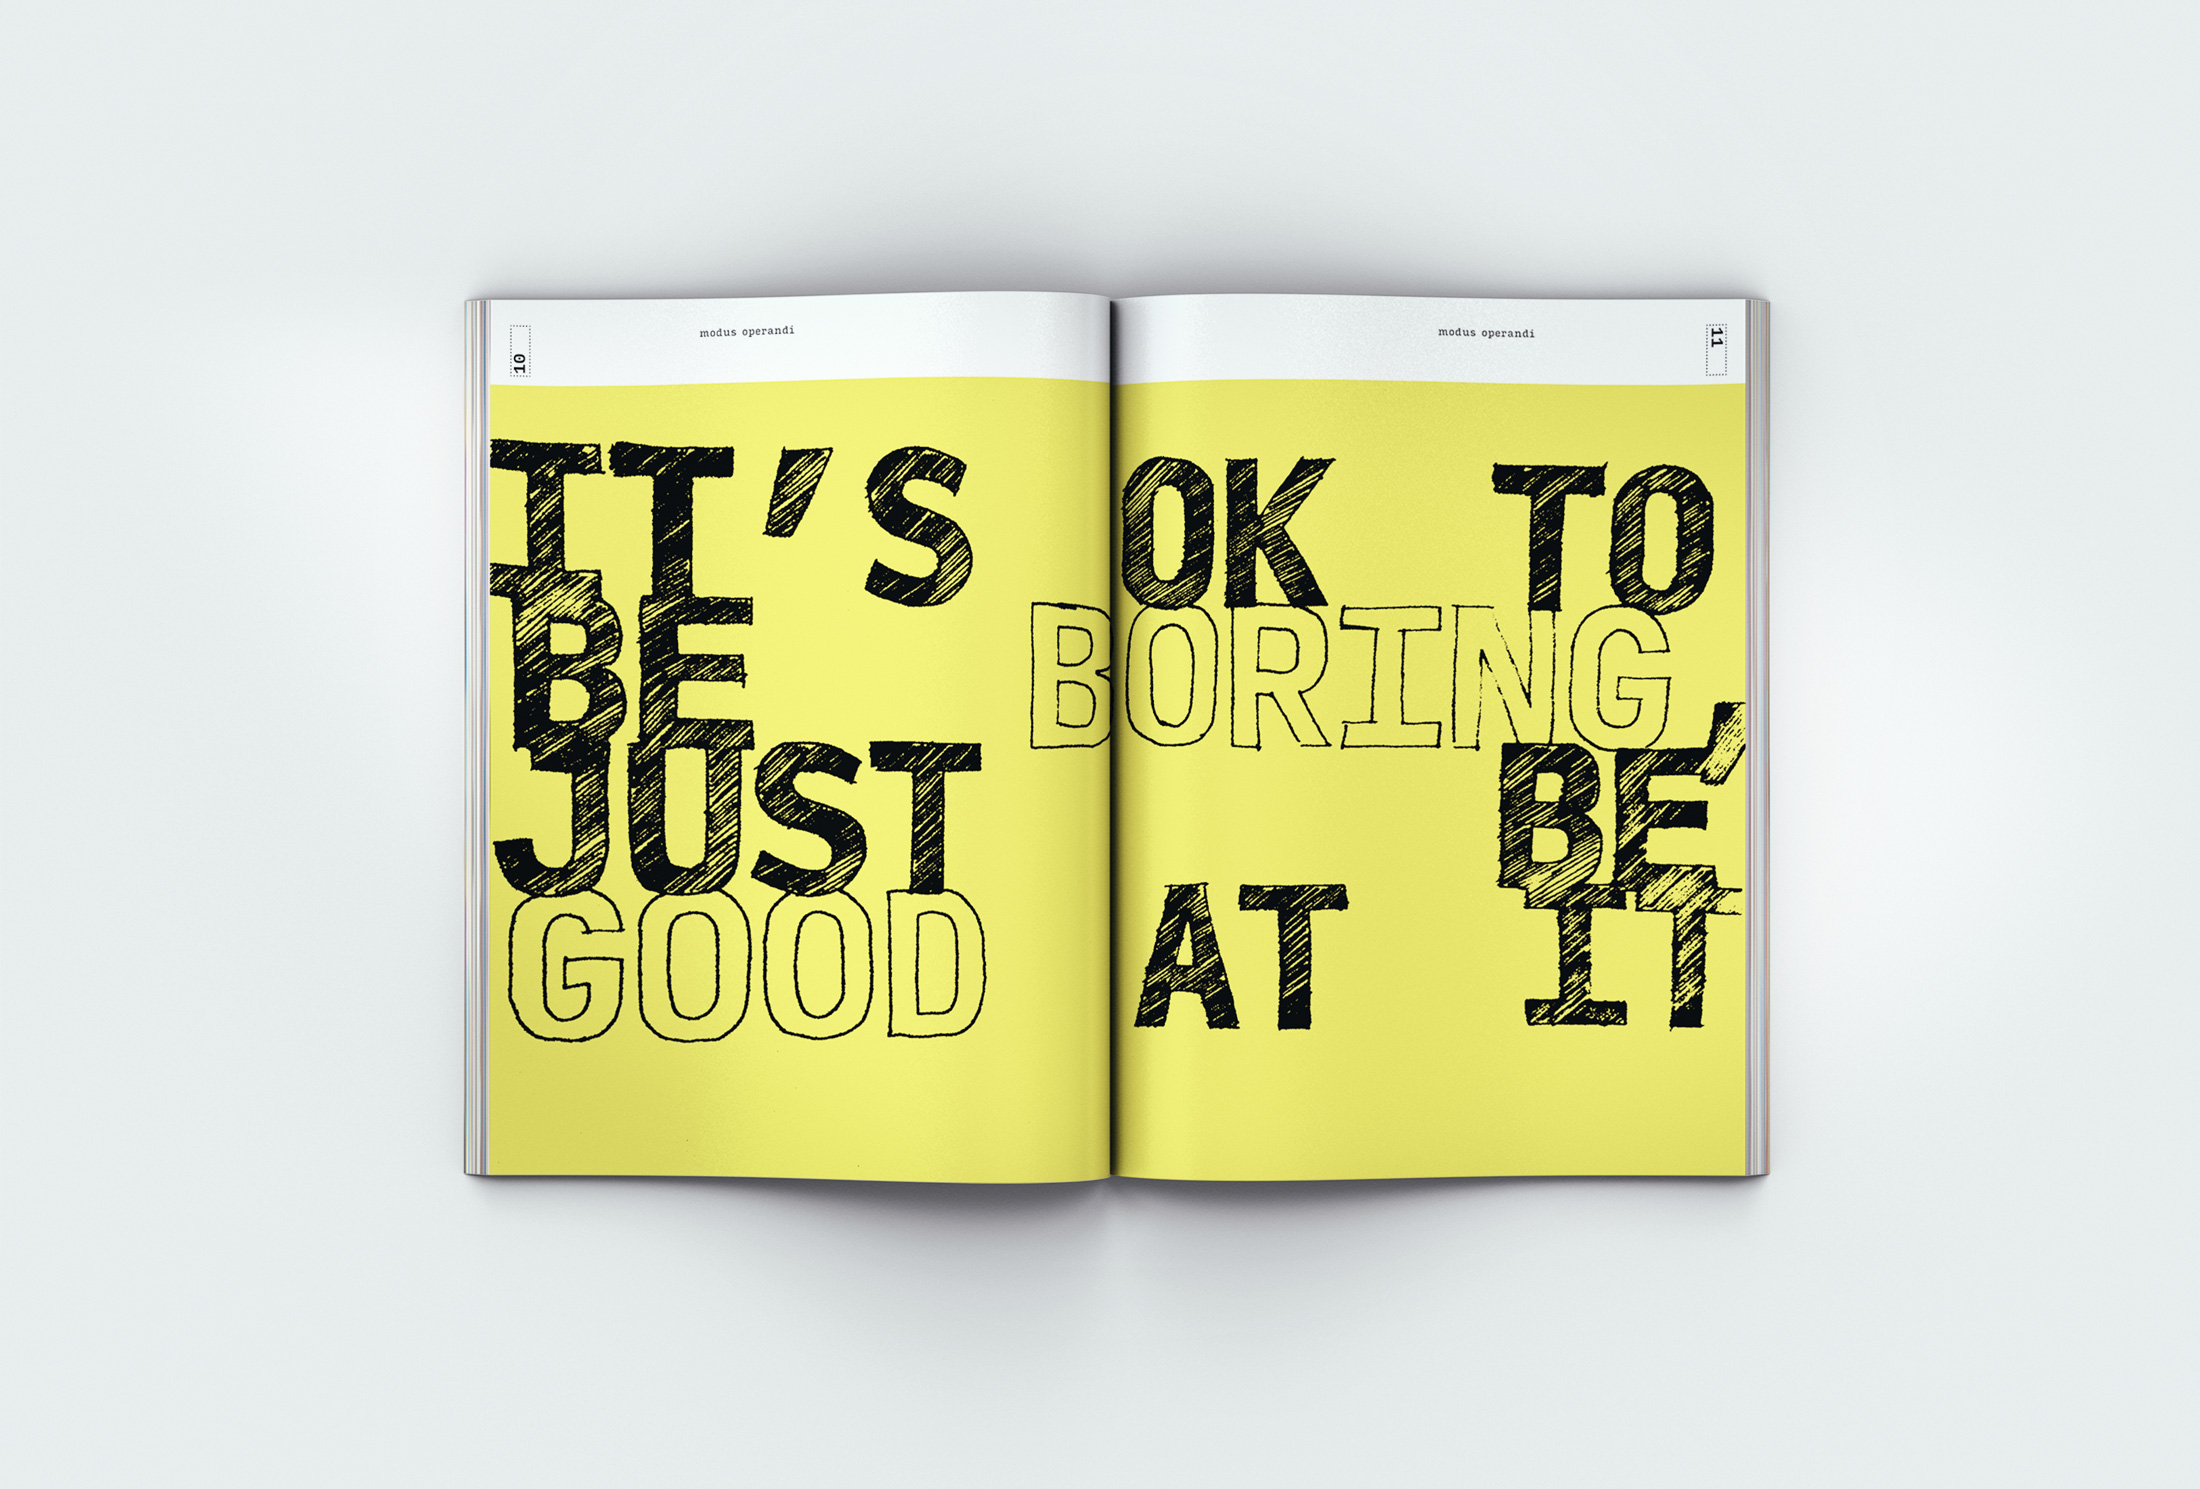 modus operandi
modus operandi
10
11
IT'S OK TO
BE BORING,
JUST BE
GOOD AT IT